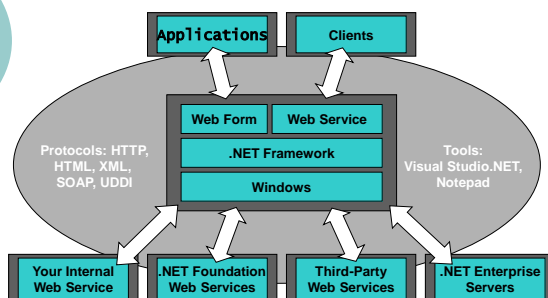 Applications
Clients
Web Form
Web Service
Protocols: HTTP,
HTML, XML,
SOAP, UDDI
.NET Framework
Tools:
Visual Studio.NET,
Notepad
Windows
Your Internal
Web Service
.NET Foundation
Web Services
Third-Party
Web Services
.NET Enterprise
Servers